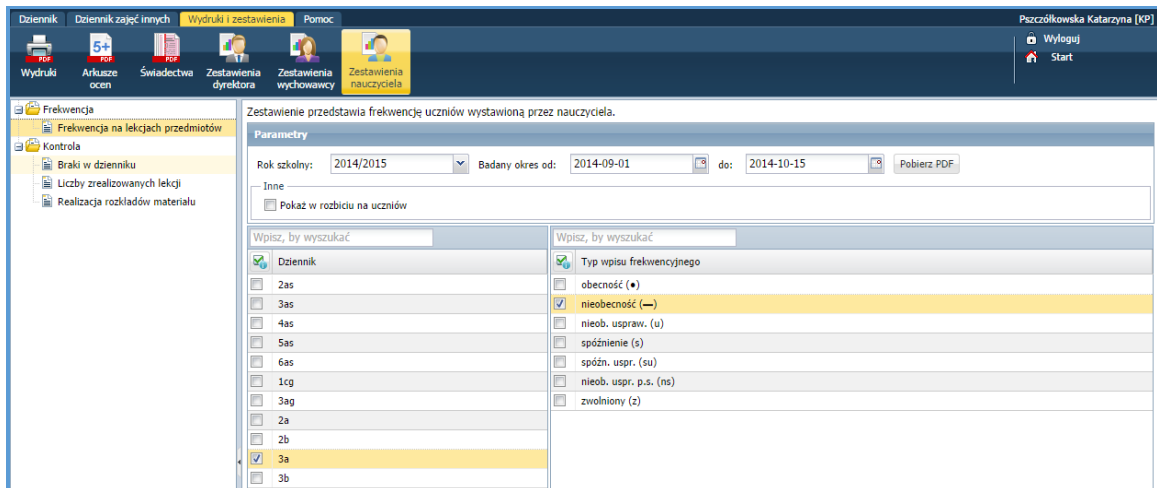 Dziennik Dziennik zajęć innych Wydruki i zestawienia Pomoc Pszczółkowska Katarzyna [KP]
PDF 5+ PDF PDF
Wydruki Arkusze ocen Świadectwa Zestawienia dyrektora Zestawienia wychowawcy Zestawienia nauczyciela
Wyloguj
Start
Frekwencja
Frekwencja na lekcjach przedmiotów
Kontrola
Braki w dzienniku
Liczby zrealizowanych lekcji
Realizacja rozkładów materiału
Zestawienie przedstawia frekwencję uczniów wystawioną przez nauczyciela.
Parametry
Rok szkolny: 2014/2015 Badany okres od: 2014-09-01 do: 2014-10-15 Pobierz PDF
Inne
Pokaż w rozbiciu na uczniów
Wpisz, by wyszukać
Dziennik
2as
3as
4as
5as
6as
1cg
3ag
2a
2b
3a
3b
Wpisz, by wyszukać
Typ wpisu frekwencyjnego
obecność (●)
nieobecność (—)
nieob. uspraw. (u)
spóźnienie (s)
spóźn. uspr. (su)
nieob. uspr. p.s. (ns)
zwolniony (z)